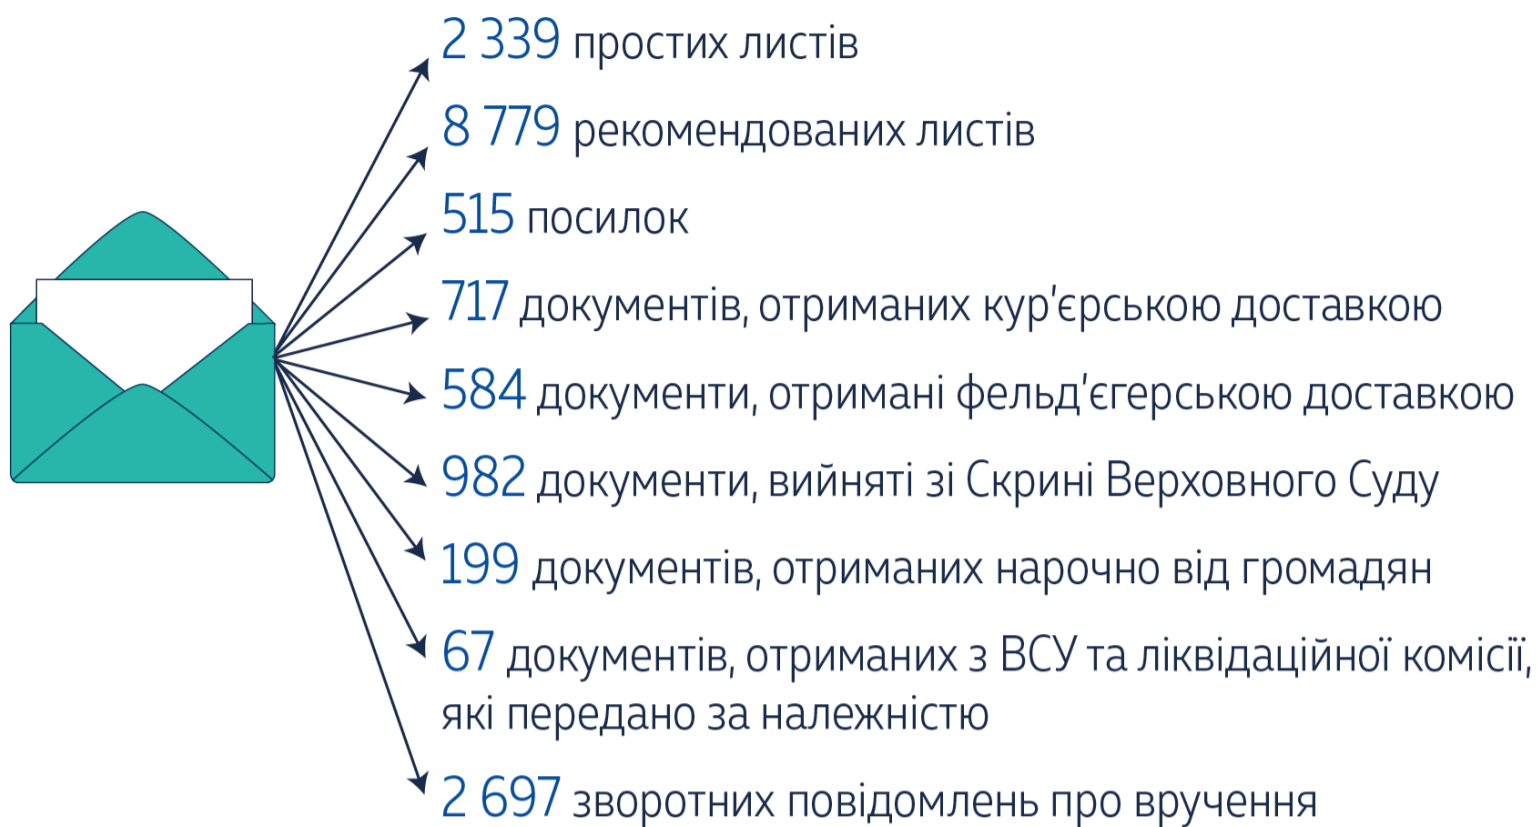 2 339 простих листів
8 779 рекомендованих листів
515 посилок
717 документів, отриманих кур’єрською доставкою
584 документи, отримані фельд’єгерською доставкою
982 документи, вийняті зі Скрині Верховного Суду
199 документів, отриманих нарочно від громадян
67 документів, отриманих з ВСУ та ліквідаційної комісії,
які передано за належністю
2 697 зворотних повідомлень про вручення